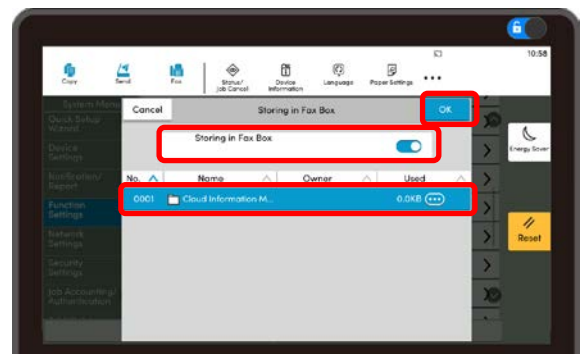 10:58
Copy Send Fax Status/ Job Cancel Device Information Language Paper Settings ...
System Menu
Cancel Storing in Fax Box OK
Quick Setup Wizard
Storing in Fax Box
Energy Saver
Device Settings
Notification/ Report
No. Name Owner Used
0001 Cloud Information M... 0.0KB
Function Settings
Reset
Network Settings
Security Settings
Job Accounting/ Authentication